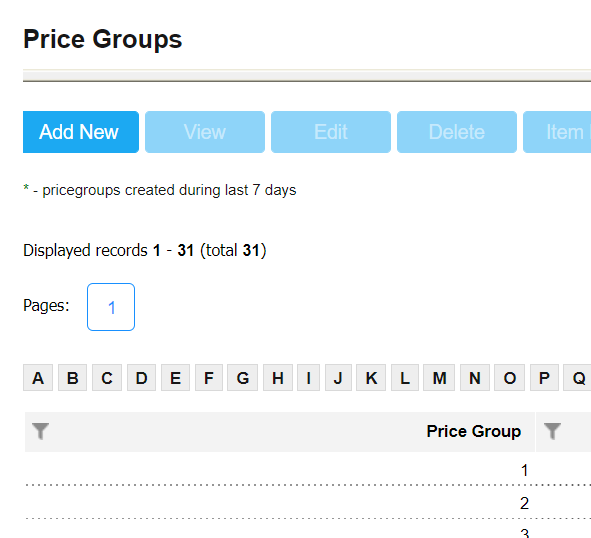 Price Groups
Add New View Edit Delete Item
* - pricegroups created during last 7 days
Displayed records 1 - 31 (total 31)
Pages: 1
A B C D E F G H I J K L M N O P Q
Price Group
1
2
3